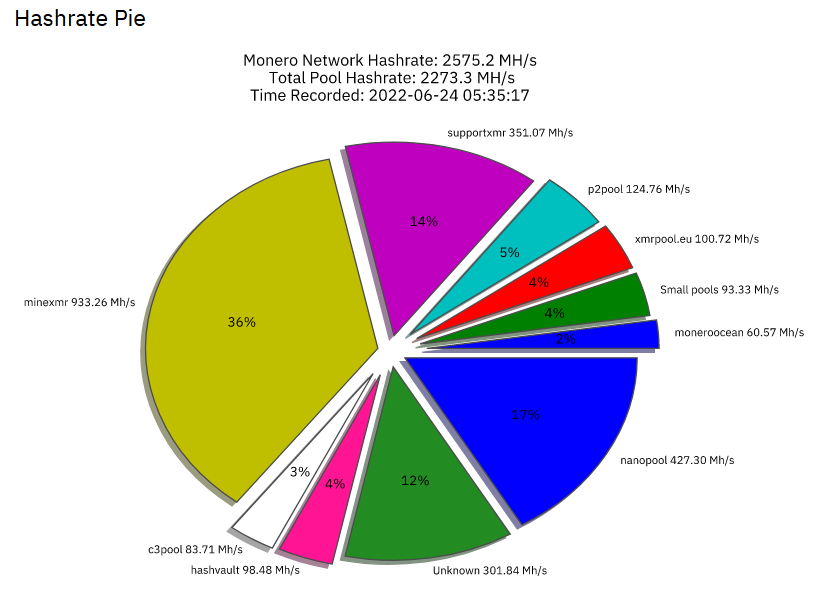 Hashrate Pie
Monero Network Hashrate: 2575.2 MH/s
Total Pool Hashrate: 2273.3 MH/s
Time Recorded: 2022-06-24 05:35:17
supportxmr 351.07 Mh/s
14%
p2pool 124.76 Mh/s
5%
xmrpool.eu 100.72 Mh/s
4%
Small pools 93.33 Mh/s
4%
moneroocean 60.57 Mh/s
2%
minexmr 933.26 Mh/s
36%
17%
nanopool 427.30 Mh/s
12%
Unknown 301.84 Mh/s
4%
hashvault 98.48 Mh/s
3%
c3pool 83.71 Mh/s